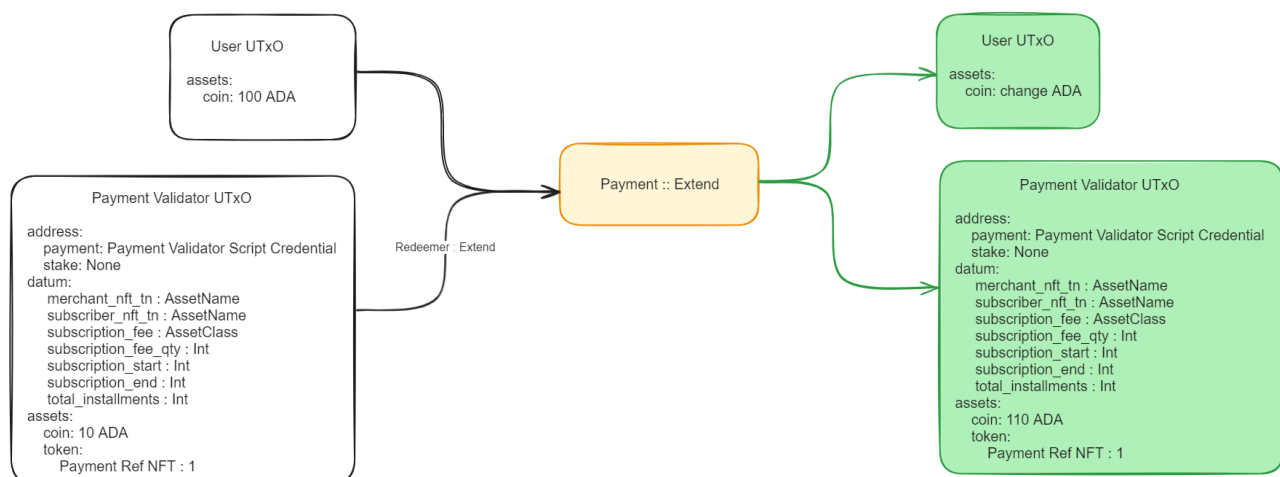 User UTxO
assets:
coin: 100 ADA
Payment Validator UTxO
address:
payment: Payment Validator Script Credential
stake: None
datum:
merchant_nft_tn : AssetName
subscriber_nft_tn : AssetName
subscription_fee : AssetClass
subscription_fee_qty : Int
subscription_start : Int
subscription_end : Int
total_installments : Int
assets:
coin: 10 ADA
token:
Payment Ref NFT : 1
Redeemer : Extend
Payment :: Extend
User UTxO
assets:
coin: change ADA
Payment Validator UTxO
address:
payment: Payment Validator Script Credential
stake: None
datum:
merchant_nft_tn : AssetName
subscriber_nft_tn : AssetName
subscription_fee : AssetClass
subscription_fee_qty : Int
subscription_start : Int
subscription_end : Int
total_installments : Int
assets:
coin: 110 ADA
token:
Payment Ref NFT : 1